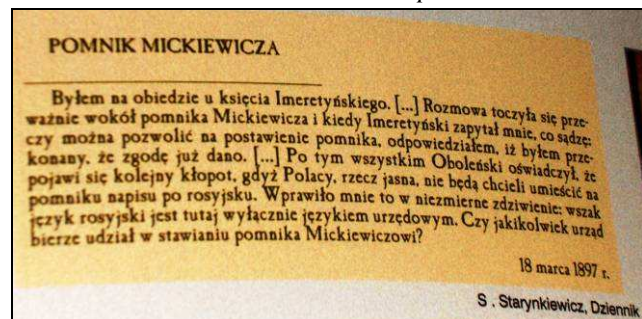 POMNIK MICKIEWICZA
Byłem na obiedzie u księcia Imeretyńskiego. [...] Rozmowa toczyła się prze-
ważnie wokół pomnika Mickiewicza i kiedy Imeretyński zapytał mnie, co sądzę:
czy można pozwolić na postawienie pomnika, odpowiedziałem, iż byłem prze-
konany, że zgodę już dano. [...] Po tym wszystkim Oboleński oświadczył, że
pojawi się kolejny kłopot, gdyż Polacy, rzecz jasna, nie będą chcieli umieścić na
pomniku napisu po rosyjsku. Wprawiło mnie to w niezmierne zdziwienie: wszak
język rosyjski jest tutaj wyłącznie językiem urzędowym. Czy jakikolwiek urząd
bierze udział w stawianiu pomnika Mickiewiczowi?
18 marca 1897 r.
S . Starynkiewicz, Dziennik